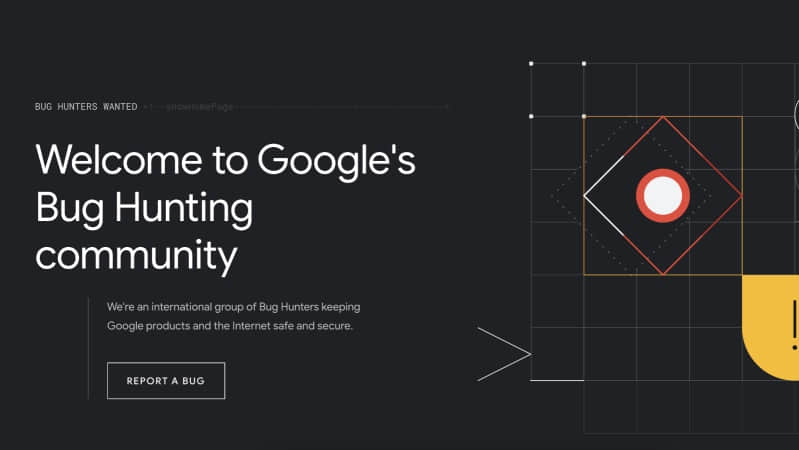 BUG HUNTERS WANTED
Welcome to Google's
Bug Hunting
community
We're an international group of Bug Hunters keeping
Google products and the Internet safe and secure.
REPORT A BUG
!